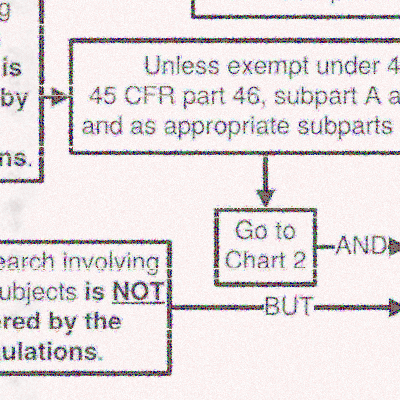 is
by
ns.
Unless exempt under 4
45 CFR part 46, subpart A a
and as appropriate subparts
Go to
Chart 2
AND
earch involving
ubjects is NOT
ered by the
ulations.
BUT